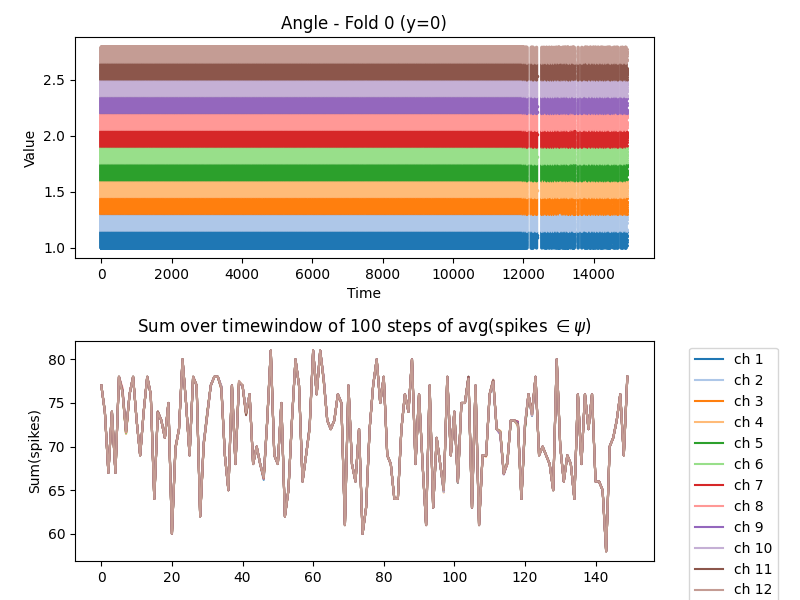 Angle - Fold 0 (y=0)
Value
2.5
2.0
1.5
1.0
0 2000 4000 6000 8000 10000 12000 14000
Time
Sum over timewindow of 100 steps of avg(spikes ∈ψ)
Sum(spikes)
80
75
70
65
60
0 20 40 60 80 100 120 140
ch 1
ch 2
ch 3
ch 4
ch 5
ch 6
ch 7
ch 8
ch 9
ch 10
ch 11
ch 12